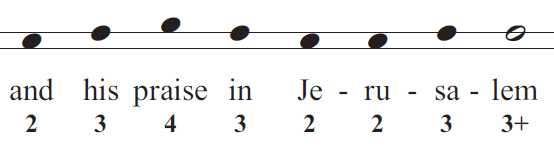 and his praise in Je - ru - sa - lem
2 3 4 3 2 2 3 3+